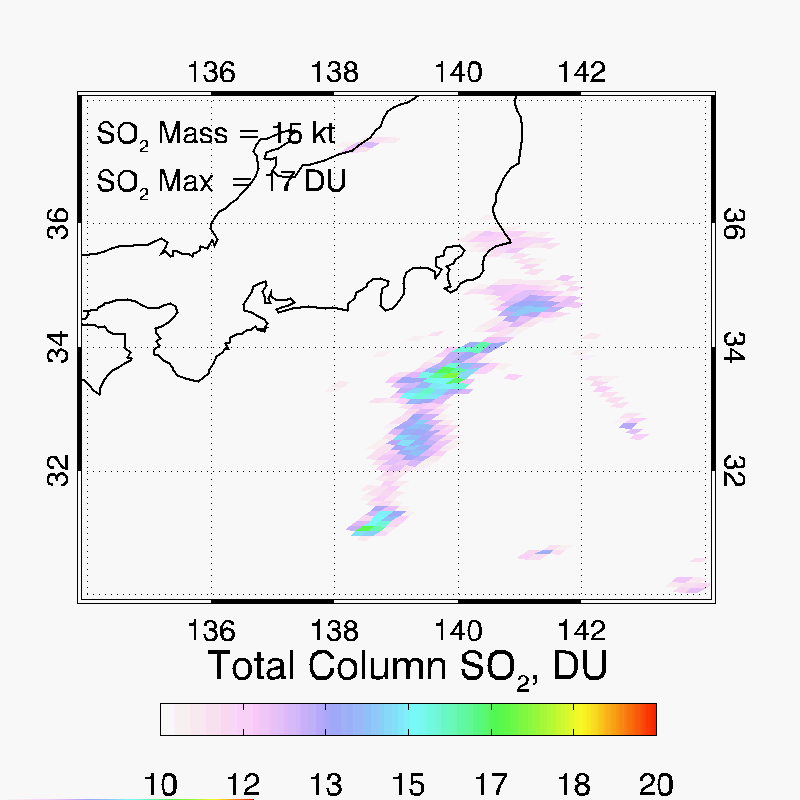 136 138 140 142
SO2 Mass = 15 kt
SO2 Max = 17 DU
36 36
34 34
32 32
136 138 140 142
Total Column SO2, DU
10 12 13 15 17 18 20